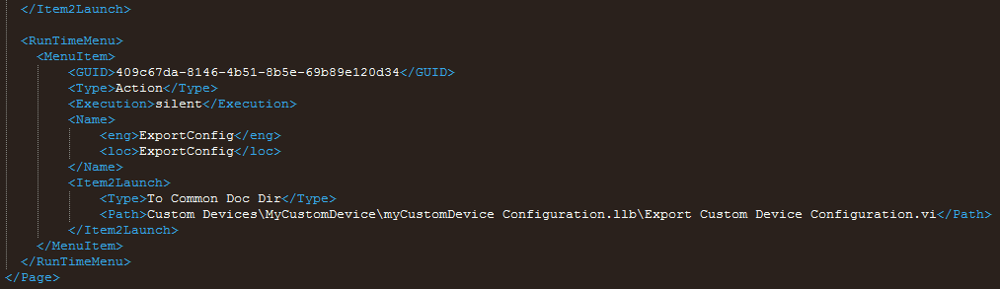 </Item2Launch>
<RunTimeMenu>
<MenuItem>
<GUID>409c67da-8146-4b51-8b5e-69b89e120d34</GUID>
<Type>Action</Type>
<Execution>silent</Execution>
<Name>
<eng>ExportConfig</eng>
<loc>ExportConfig</loc>
</Name>
<Item2Launch>
<Type>To Common Doc Dir</Type>
<Path>Custom Devices\MyCustomDevice\myCustomDevice Configuration.llb\Export Custom Device Configuration.vi</Path>
</Item2Launch>
</MenuItem>
</RunTimeMenu>
</Page>